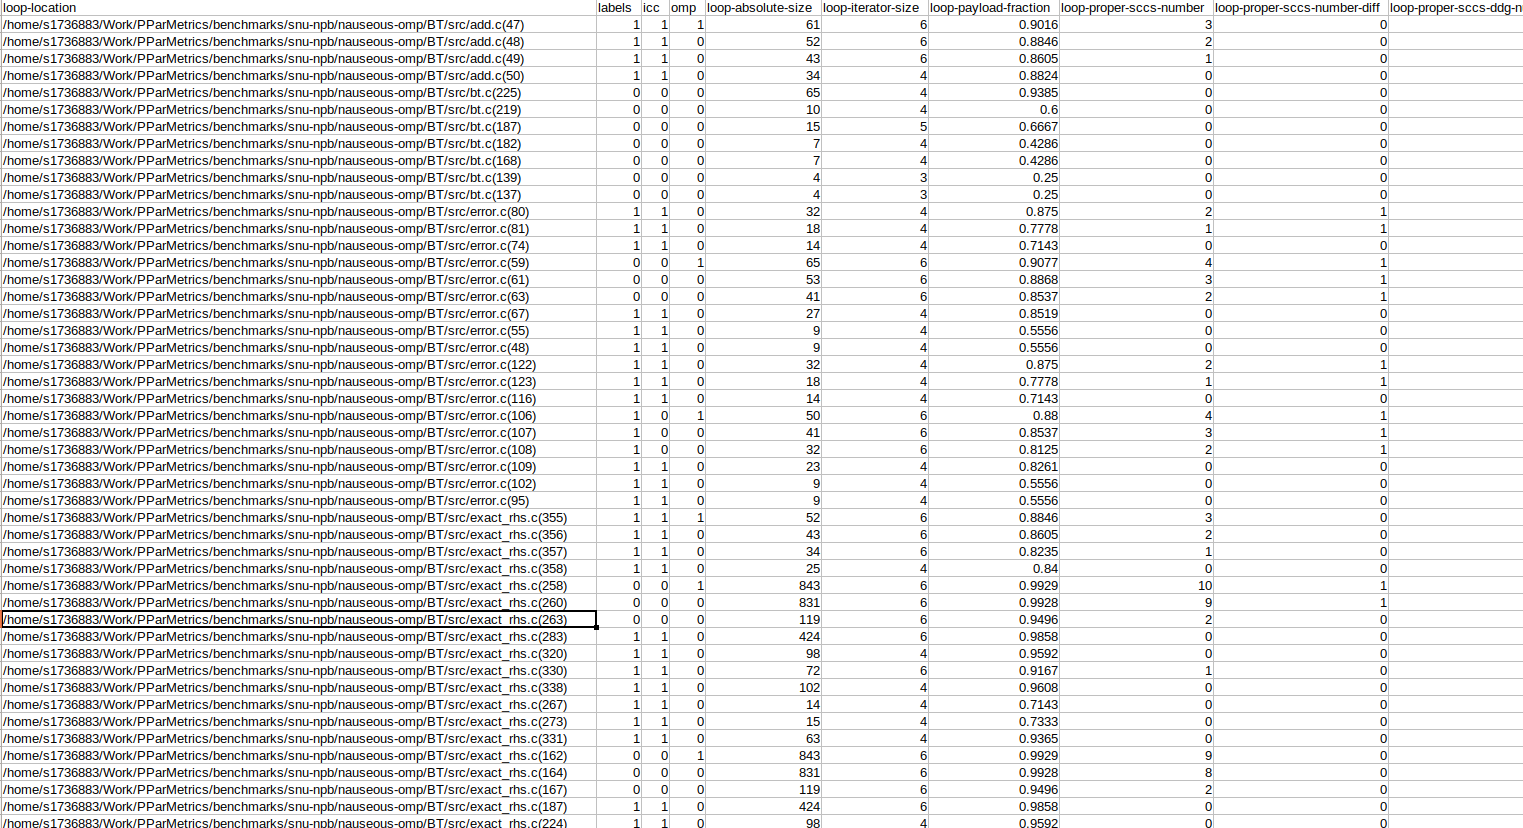 loop-location labels icc omp loop-absolute-size loop-iterator-size loop-payload-fraction loop-proper-sccs-number loop-proper-sccs-number-diff loop-proper-sccs-ddg-n
/home/s1736883/Work/PParMetrics/benchmarks/snu-npb/nauseous-omp/BT/src/add.c(47) 1 1 1 61 6 0.9016 3 0
/home/s1736883/Work/PParMetrics/benchmarks/snu-npb/nauseous-omp/BT/src/add.c(48) 1 1 0 52 6 0.8846 2 0
/home/s1736883/Work/PParMetrics/benchmarks/snu-npb/nauseous-omp/BT/src/add.c(49) 1 1 0 43 6 0.8605 1 0
/home/s1736883/Work/PParMetrics/benchmarks/snu-npb/nauseous-omp/BT/src/add.c(50) 1 1 0 34 4 0.8824 0 0
/home/s1736883/Work/PParMetrics/benchmarks/snu-npb/nauseous-omp/BT/src/bt.c(225) 0 0 0 65 4 0.9385 0 0
/home/s1736883/Work/PParMetrics/benchmarks/snu-npb/nauseous-omp/BT/src/bt.c(219) 0 0 0 10 4 0.6 0 0
/home/s1736883/Work/PParMetrics/benchmarks/snu-npb/nauseous-omp/BT/src/bt.c(187) 0 0 0 15 5 0.6667 0 0
/home/s1736883/Work/PParMetrics/benchmarks/snu-npb/nauseous-omp/BT/src/bt.c(182) 0 0 0 7 4 0.4286 0 0
/home/s1736883/Work/PParMetrics/benchmarks/snu-npb/nauseous-omp/BT/src/bt.c(168) 0 0 0 7 4 0.4286 0 0
/home/s1736883/Work/PParMetrics/benchmarks/snu-npb/nauseous-omp/BT/src/bt.c(139) 0 0 0 4 3 0.25 0 0
/home/s1736883/Work/PParMetrics/benchmarks/snu-npb/nauseous-omp/BT/src/bt.c(137) 0 0 0 4 3 0.25 0 0
/home/s1736883/Work/PParMetrics/benchmarks/snu-npb/nauseous-omp/BT/src/error.c(80) 1 1 0 32 4 0.875 2 1
/home/s1736883/Work/PParMetrics/benchmarks/snu-npb/nauseous-omp/BT/src/error.c(81) 1 1 0 18 4 0.7778 1 1
/home/s1736883/Work/PParMetrics/benchmarks/snu-npb/nauseous-omp/BT/src/error.c(74) 1 1 0 14 4 0.7143 0 0
/home/s1736883/Work/PParMetrics/benchmarks/snu-npb/nauseous-omp/BT/src/error.c(59) 0 0 1 65 6 0.9077 4 1
/home/s1736883/Work/PParMetrics/benchmarks/snu-npb/nauseous-omp/BT/src/error.c(61) 0 0 0 53 6 0.8868 3 1
/home/s1736883/Work/PParMetrics/benchmarks/snu-npb/nauseous-omp/BT/src/error.c(63) 0 0 0 41 6 0.8537 2 1
/home/s1736883/Work/PParMetrics/benchmarks/snu-npb/nauseous-omp/BT/src/error.c(67) 1 1 0 27 4 0.8519 0 0
/home/s1736883/Work/PParMetrics/benchmarks/snu-npb/nauseous-omp/BT/src/error.c(55) 1 1 0 9 4 0.5556 0 0
/home/s1736883/Work/PParMetrics/benchmarks/snu-npb/nauseous-omp/BT/src/error.c(48) 1 1 0 9 4 0.5556 0 0
/home/s1736883/Work/PParMetrics/benchmarks/snu-npb/nauseous-omp/BT/src/error.c(122) 1 1 0 32 4 0.875 2 1
/home/s1736883/Work/PParMetrics/benchmarks/snu-npb/nauseous-omp/BT/src/error.c(123) 1 1 0 18 4 0.7778 1 1
/home/s1736883/Work/PParMetrics/benchmarks/snu-npb/nauseous-omp/BT/src/error.c(116) 1 1 0 14 4 0.7143 0 0
/home/s1736883/Work/PParMetrics/benchmarks/snu-npb/nauseous-omp/BT/src/error.c(106) 1 0 1 50 6 0.88 4 1
/home/s1736883/Work/PParMetrics/benchmarks/snu-npb/nauseous-omp/BT/src/error.c(107) 1 0 0 41 6 0.8537 3 1
/home/s1736883/Work/PParMetrics/benchmarks/snu-npb/nauseous-omp/BT/src/error.c(108) 1 0 0 32 6 0.8125 2 1
/home/s1736883/Work/PParMetrics/benchmarks/snu-npb/nauseous-omp/BT/src/error.c(109) 1 1 0 23 4 0.8261 0 0
/home/s1736883/Work/PParMetrics/benchmarks/snu-npb/nauseous-omp/BT/src/error.c(102) 1 1 0 9 4 0.5556 0 0
/home/s1736883/Work/PParMetrics/benchmarks/snu-npb/nauseous-omp/BT/src/error.c(95) 1 1 0 9 4 0.5556 0 0
/home/s1736883/Work/PParMetrics/benchmarks/snu-npb/nauseous-omp/BT/src/exact_rhs.c(355) 1 1 1 52 6 0.8846 3 0
/home/s1736883/Work/PParMetrics/benchmarks/snu-npb/nauseous-omp/BT/src/exact_rhs.c(356) 1 1 0 43 6 0.8605 2 0
/home/s1736883/Work/PParMetrics/benchmarks/snu-npb/nauseous-omp/BT/src/exact_rhs.c(357) 1 1 0 34 6 0.8235 1 0
/home/s1736883/Work/PParMetrics/benchmarks/snu-npb/nauseous-omp/BT/src/exact_rhs.c(358) 1 1 0 25 4 0.84 0 0
/home/s1736883/Work/PParMetrics/benchmarks/snu-npb/nauseous-omp/BT/src/exact_rhs.c(258) 0 0 1 843 6 0.9929 10 1
/home/s1736883/Work/PParMetrics/benchmarks/snu-npb/nauseous-omp/BT/src/exact_rhs.c(260) 0 0 0 831 6 0.9928 9 1
/home/s1736883/Work/PParMetrics/benchmarks/snu-npb/nauseous-omp/BT/src/exact_rhs.c(263) 0 0 0 119 6 0.9496 2 0
/home/s1736883/Work/PParMetrics/benchmarks/snu-npb/nauseous-omp/BT/src/exact_rhs.c(283) 1 1 0 424 6 0.9858 0 0
/home/s1736883/Work/PParMetrics/benchmarks/snu-npb/nauseous-omp/BT/src/exact_rhs.c(320) 1 1 0 98 4 0.9592 0 0
/home/s1736883/Work/PParMetrics/benchmarks/snu-npb/nauseous-omp/BT/src/exact_rhs.c(330) 1 1 0 72 6 0.9167 1 0
/home/s1736883/Work/PParMetrics/benchmarks/snu-npb/nauseous-omp/BT/src/exact_rhs.c(338) 1 1 0 102 4 0.9608 0 0
/home/s1736883/Work/PParMetrics/benchmarks/snu-npb/nauseous-omp/BT/src/exact_rhs.c(267) 1 1 0 14 4 0.7143 0 0
/home/s1736883/Work/PParMetrics/benchmarks/snu-npb/nauseous-omp/BT/src/exact_rhs.c(273) 1 1 0 15 4 0.7333 0 0
/home/s1736883/Work/PParMetrics/benchmarks/snu-npb/nauseous-omp/BT/src/exact_rhs.c(331) 1 1 0 63 4 0.9365 0 0
/home/s1736883/Work/PParMetrics/benchmarks/snu-npb/nauseous-omp/BT/src/exact_rhs.c(162) 0 0 1 843 6 0.9929 9 0
/home/s1736883/Work/PParMetrics/benchmarks/snu-npb/nauseous-omp/BT/src/exact_rhs.c(164) 0 0 0 831 6 0.9928 8 0
/home/s1736883/Work/PParMetrics/benchmarks/snu-npb/nauseous-omp/BT/src/exact_rhs.c(167) 0 0 0 119 6 0.9496 2 0
/home/s1736883/Work/PParMetrics/benchmarks/snu-npb/nauseous-omp/BT/src/exact_rhs.c(187) 1 1 0 424 6 0.9858 0 0
/home/s1736883/Work/PParMetrics/benchmarks/snu-npb/nauseous-omp/BT/src/exact_rhs.c(224) 1 1 0 98 4 0.9592 0 0